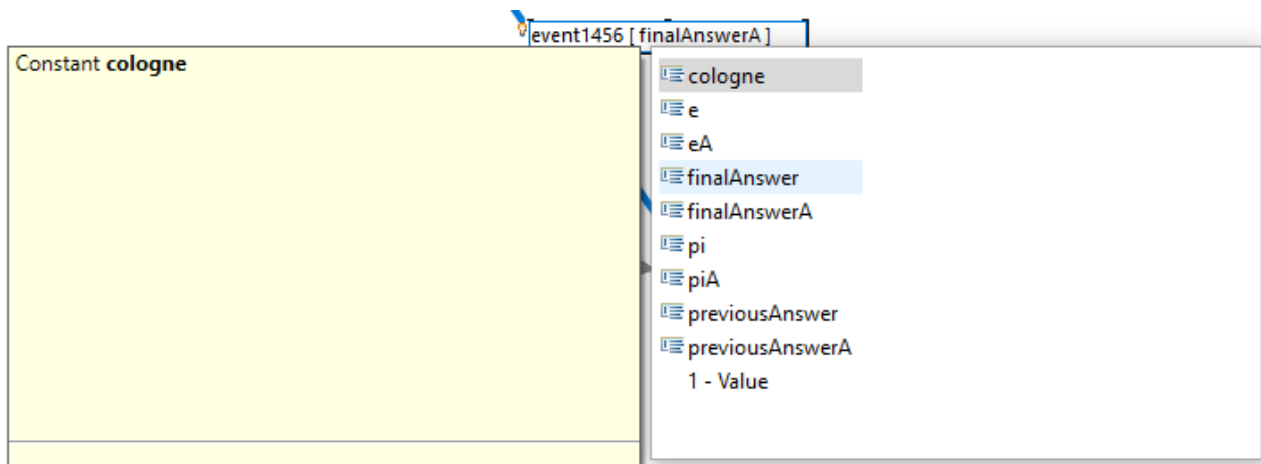 event1456 [ finalAnswerA ]
Constant cologne
cologne
e
eA
finalAnswer
finalAnswerA
pi
piA
previousAnswer
previousAnswerA
1 - Value